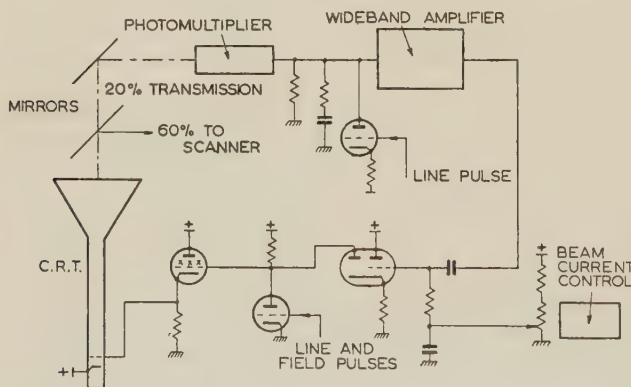 PHOTOMULTIPLIER
WIDEBAND AMPLIFIER
20% TRANSMISSION
MIRRORS
60% TO
SCANNER
LINE PULSE
C.R.T.
BEAM
CURRENT
CONTROL
LINE AND
FIELD PULSES